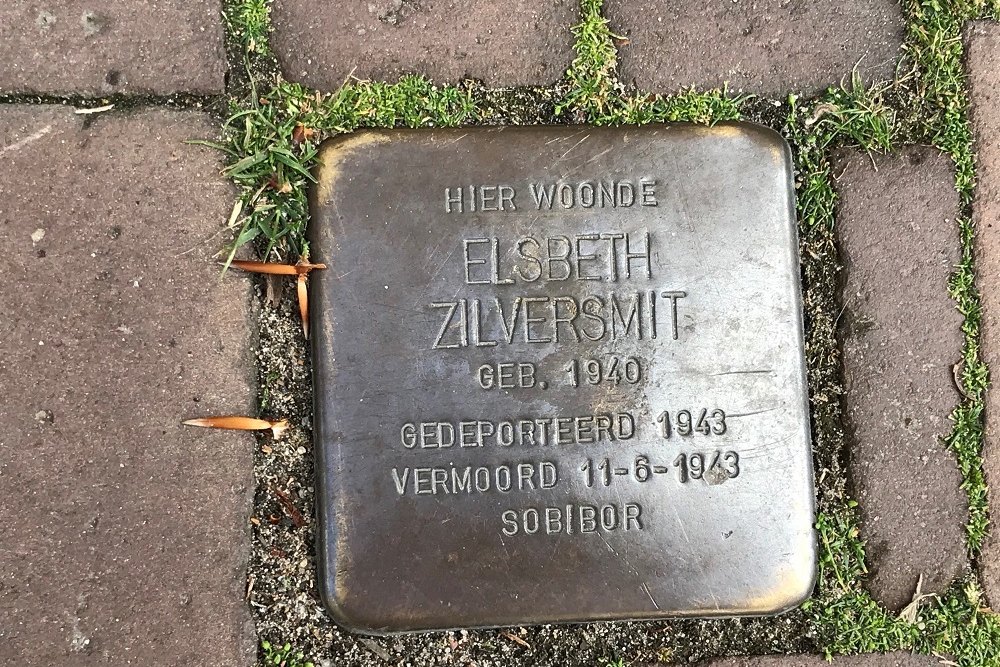 HIER WOONDE
ELSBETH
ZILVERSMIT
GEB. 1940
GEDEPORTEERD 1943
VERMOORD 11-6-1943
SOBIBOR